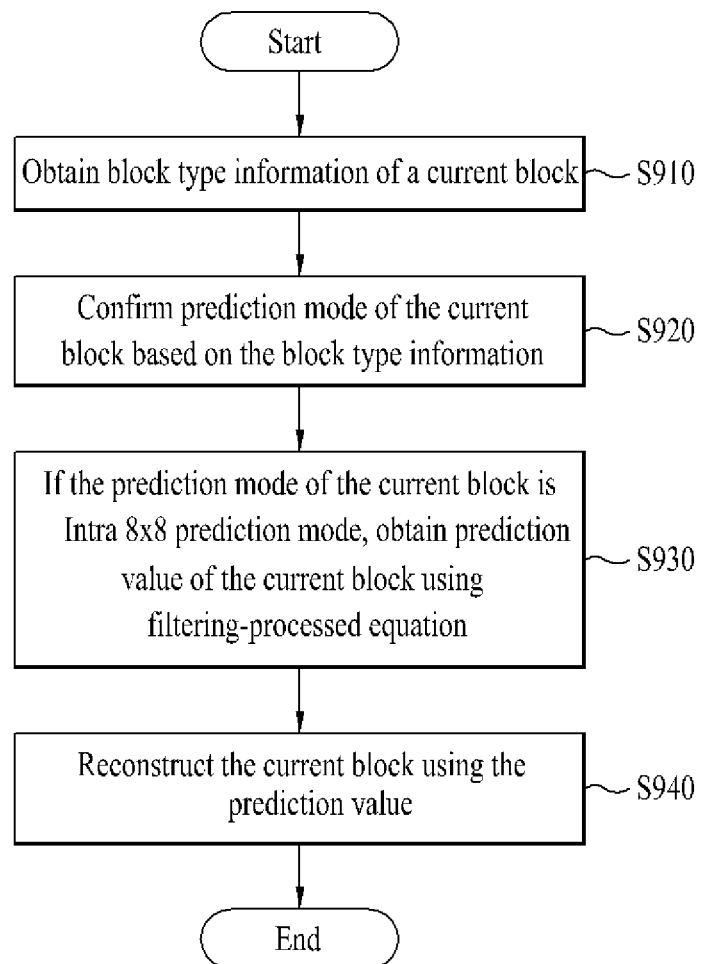 Start
Obtain block type information of a current block
S910
Confirm prediction mode of the current
block based on the block type information
S920
If the prediction mode of the current block is
Intra 8x8 prediction mode, obtain prediction
value of the current block using
filtering-processed equation
S930
Reconstruct the current block using the
prediction value
S940
End